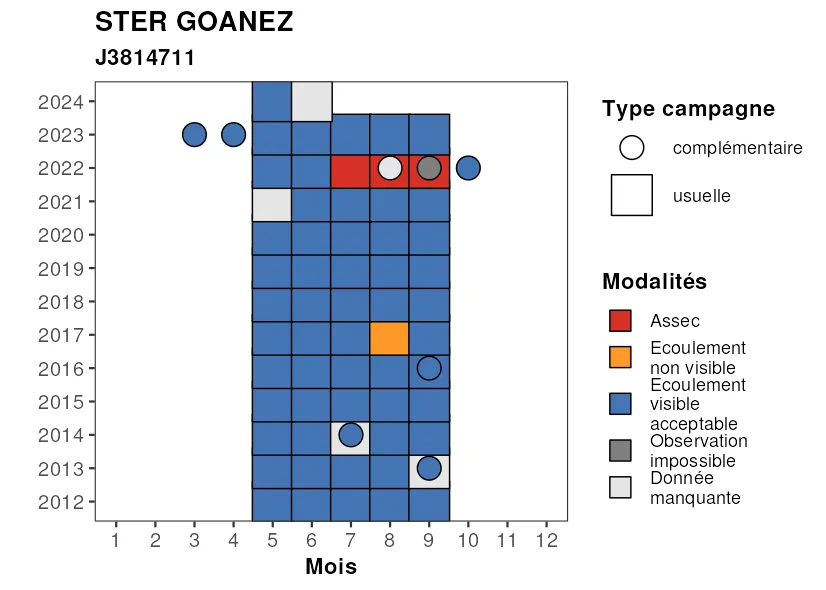 STER GOANEZ
J3814711
2024
2023
2022
2021
2020
2019
2018
2017
2016
2015
2014
2013
2012
1 2 3 4 5 6 7 8 9 10 11 12
Mois
Type campagne
complémentaire
usuelle
Modalités
Assec
Ecoulement
non visible
Ecoulement
visible
acceptable
Observation
impossible
Donnée
manquante